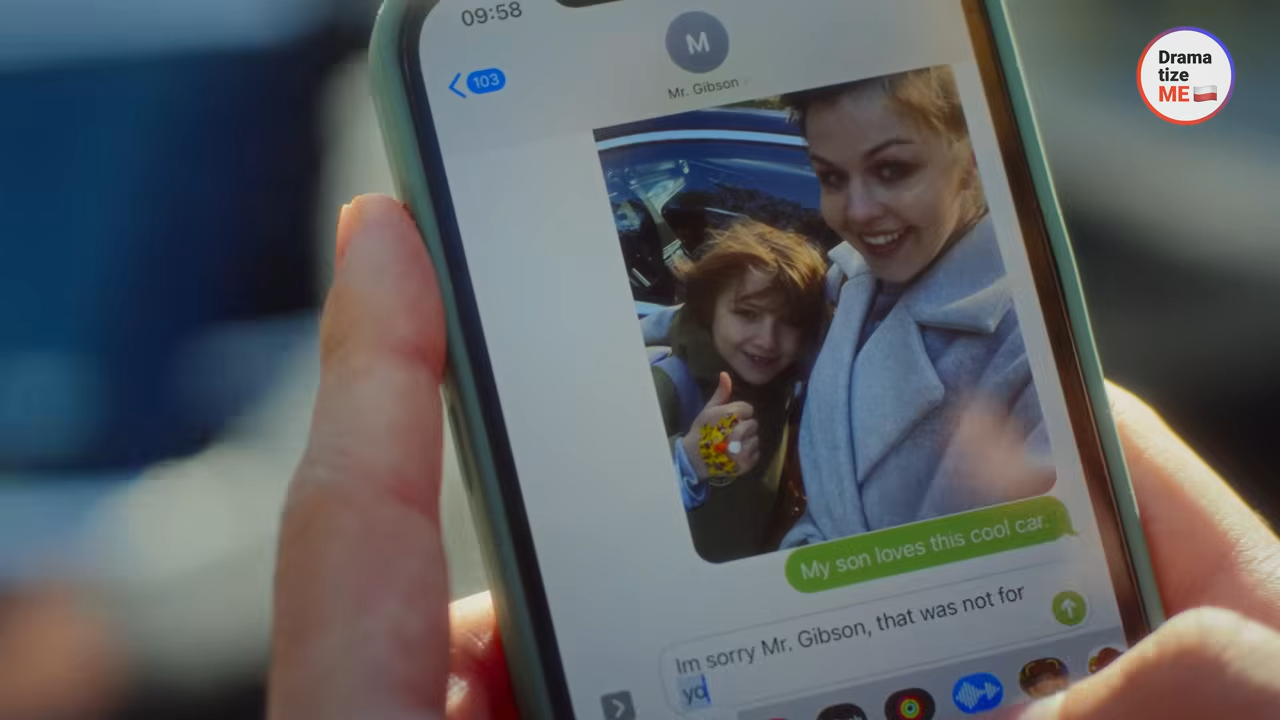 09:58
103
M
Mr. Gibson
My son loves this cool car.
Im sorry Mr. Gibson, that was not for
yo
Drama
tize
ME